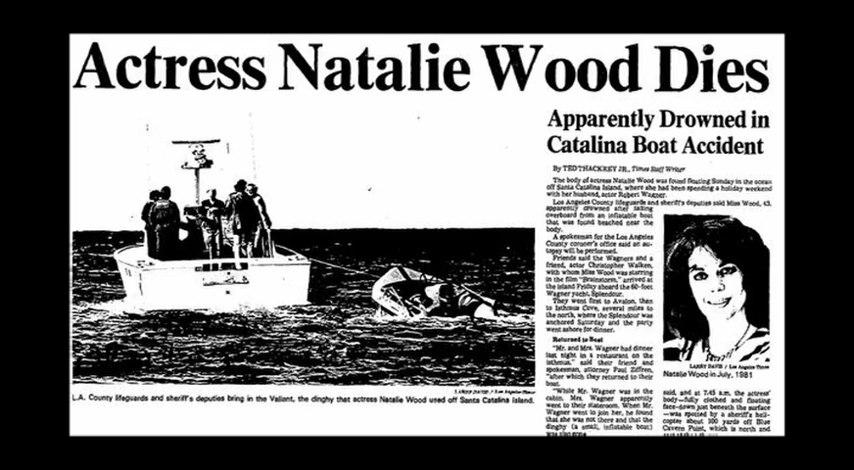 Actress Natalie Wood Dies
Apparently Drowned in
Catalina Boat Accident
By TED THACKREY JR., Times Staff Writer
The body of actress Natalie Wood was found floating Sunday in the ocean
off Santa Catalina Island, where she had been spending a holiday weekend
with her husband, actor Robert Wagner.
Los Angeles County lifeguards and sheriff's deputies said Miss Wood, 43,
apparently drowned after falling
overboard from an inflatable boat
that was found beached near the
body.
A spokesman for the Los Angeles
County coroner's office said an au-
topsy will be performed.
Friends said the Wagners and a
friend, actor Christopher Walken,
with whom Miss Wood was starring
in the film "Brainstorm," arrived at
the island Friday aboard the 60-foot
Wagner yacht, Splendour.
They went first to Avalon, then
to Isthmus Cove, several miles to
the north, where the Splendour was
anchored Saturday and the party
went ashore for dinner.
Returned to Boat
"Mr. and Mrs. Wagner had dinner
last night in a restaurant on the
isthmus," said their friend and
spokesman, attorney Paul Ziffren,
"after which they returned to their
boat.
"While Mr. Wagner was in the
cabin, Mrs. Wagner apparently
went to their stateroom. When Mr.
Wagner went to join her, he found
that she was not there and that the
dinghy (a small, inflatable boat)
was also gone
LARRY DAVIS / Los Angeles Times
Natalie Wood in July, 1981
said, and at 7:45 a.m. the actress'
body—fully clothed and floating
face-down just beneath the surface
—was spotted by a sheriff's heli-
copter about 100 yards off Blue
Cavern Point, which is north and
LARRY DAVIS / Los Angeles Times
L.A. County lifeguards and sheriff's deputies bring in the Valiant, the dinghy that actress Natalie Wood used off Santa Catalina Island.